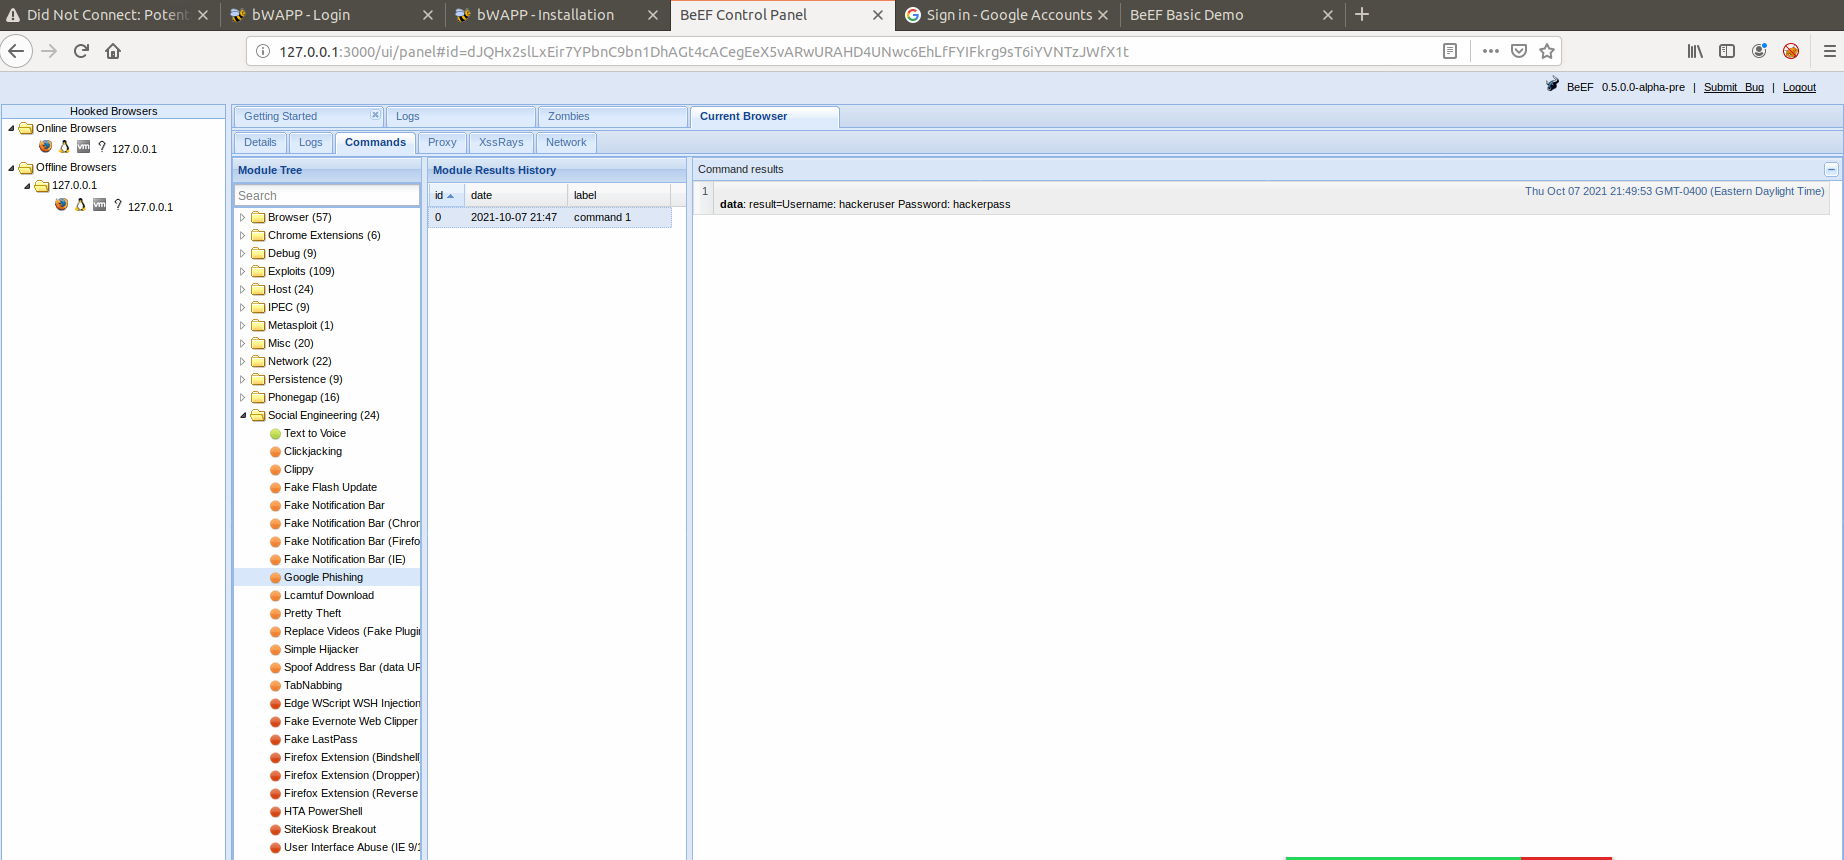 Did Not Connect: Potent
bWAPP - Login
bWAPP - Installation
BeEF Control Panel
Sign in - Google Accounts
BeEF Basic Demo
127.0.0.1:3000/ui/panel#id=dJQHx2slLxEir7YPbnC9bn1DhAGt4cACegEeX5vARwURAHD4UNwc6EhLfFYIFkrg9sT6iYVNTzJWfX1t
BeEF 0.5.0.0-alpha-pre | Submit Bug | Logout
Hooked Browsers
Online Browsers
? 127.0.0.1
Offline Browsers
127.0.0.1
? 127.0.0.1
Getting Started
Logs
Zombies
Current Browser
Details
Logs
Commands
Proxy
XssRays
Network
Module Tree
Search
Browser (57)
Chrome Extensions (6)
Debug (9)
Exploits (109)
Host (24)
IPEC (9)
Metasploit (1)
Misc (20)
Network (22)
Persistence (9)
Phonegap (16)
Social Engineering (24)
Text to Voice
Clickjacking
Clippy
Fake Flash Update
Fake Notification Bar
Fake Notification Bar (Chror
Fake Notification Bar (Firefo
Fake Notification Bar (IE)
Google Phishing
Lcamtuf Download
Pretty Theft
Replace Videos (Fake Plugi
Simple Hijacker
Spoof Address Bar (data UR
TabNabbing
Edge WScript WSH Injection
Fake Evernote Web Clipper
Fake LastPass
Firefox Extension (Bindshell
Firefox Extension (Dropper)
Firefox Extension (Reverse
HTA PowerShell
SiteKiosk Breakout
User Interface Abuse (IE 9/1
Module Results History
id date label
0 2021-10-07 21:47 command 1
Command results
1 Thu Oct 07 2021 21:49:53 GMT-0400 (Eastern Daylight Time)
data: result=Username: hackeruser Password: hackerpass